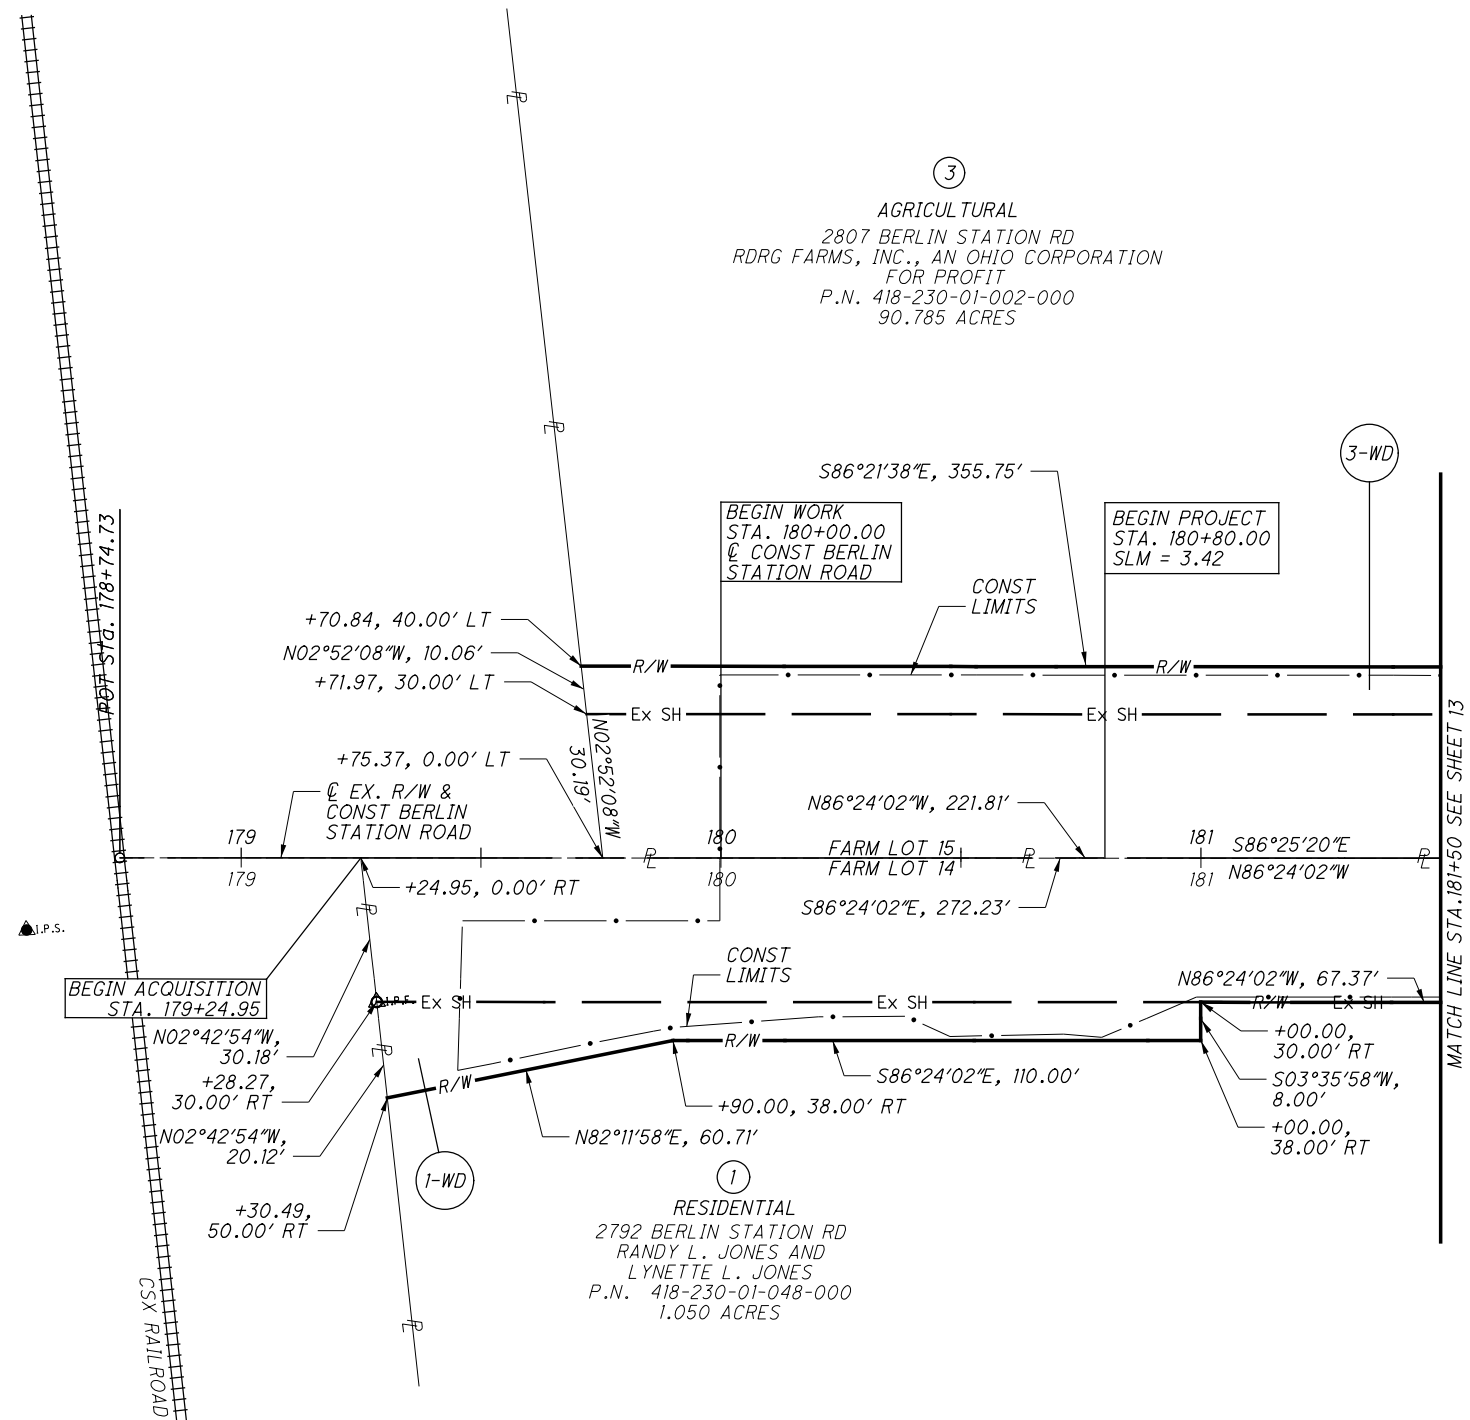 3
AGRICULTURAL
2807 BERLIN STATION RD
RDRG FARMS, INC., AN OHIO CORPORATION
FOR PROFIT
P.N. 418-230-01-002-000
90.785 ACRES
PL
PL
3-WD
S86°21'38"E, 355.75'
BEGIN WORK
STA. 180+00.00
CL CONST BERLIN
STATION ROAD
BEGIN PROJECT
STA. 180+80.00
SLM = 3.42
POT Sta. 178+74.73
CONST
LIMITS
+70.84, 40.00' LT
N02°52'08"W, 10.06'
+71.97, 30.00' LT
R/W
R/W
Ex SH
Ex SH
N02°52'08"W
30.19'
+75.37, 0.00' LT
CL EX. R/W &
CONST BERLIN
STATION ROAD
N86°24'02"W, 221.81'
179
180
181
FARM LOT 15
S86°25'20"E
PL
PL
PL
179
180
181
FARM LOT 14
N86°24'02"W
+24.95, 0.00' RT
S86°24'02"E, 272.23'
MATCH LINE STA.181+50 SEE SHEET 13
PL
I.P.S.
CONST
LIMITS
BEGIN ACQUISITION
STA. 179+24.95
N86°24'02"W, 67.37'
I.P.F.
Ex SH
Ex SH
R/W
Ex SH
N02°42'54"W,
30.18'
PL
R/W
+00.00,
30.00' RT
+28.27,
30.00' RT
R/W
S86°24'02"E, 110.00'
S03°35'58"W,
8.00'
+90.00, 38.00' RT
N02°42'54"W,
20.12'
N82°11'58"E, 60.71'
+00.00,
38.00' RT
1-WD
+30.49,
50.00' RT
1
RESIDENTIAL
2792 BERLIN STATION RD
RANDY L. JONES AND
LYNETTE L. JONES
P.N. 418-230-01-048-000
1.050 ACRES
PL
CSX RAILROAD